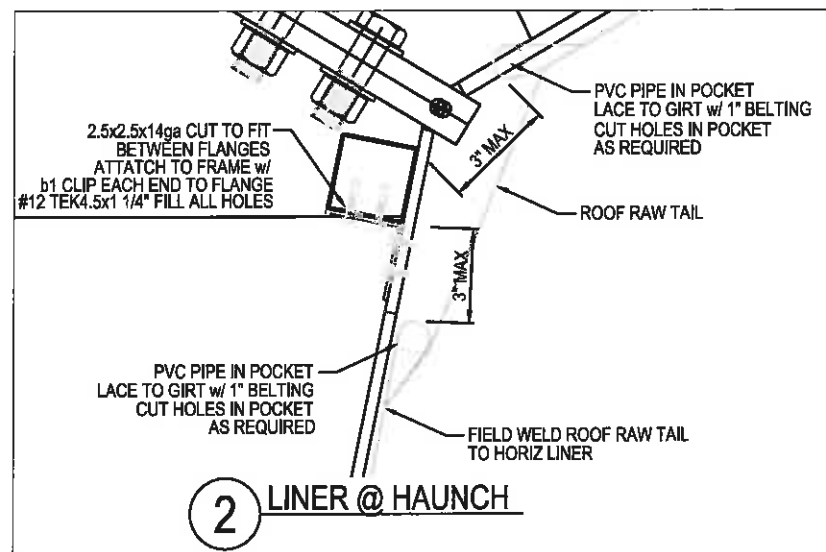 PVC PIPE IN POCKET
LACE TO GIRT w/ 1" BELTING
CUT HOLES IN POCKET
AS REQUIRED
2.5x2.5x14ga CUT TO FIT
BETWEEN FLANGES
ATTATCH TO FRAME w/
b1 CLIP EACH END TO FLANGE
#12 TEK4.5x1 1/4" FILL ALL HOLES
3" MAX
ROOF RAW TAIL
3" MAX
PVC PIPE IN POCKET
LACE TO GIRT w/ 1" BELTING
CUT HOLES IN POCKET
AS REQUIRED
FIELD WELD ROOF RAW TAIL
TO HORIZ LINER
2 LINER @ HAUNCH